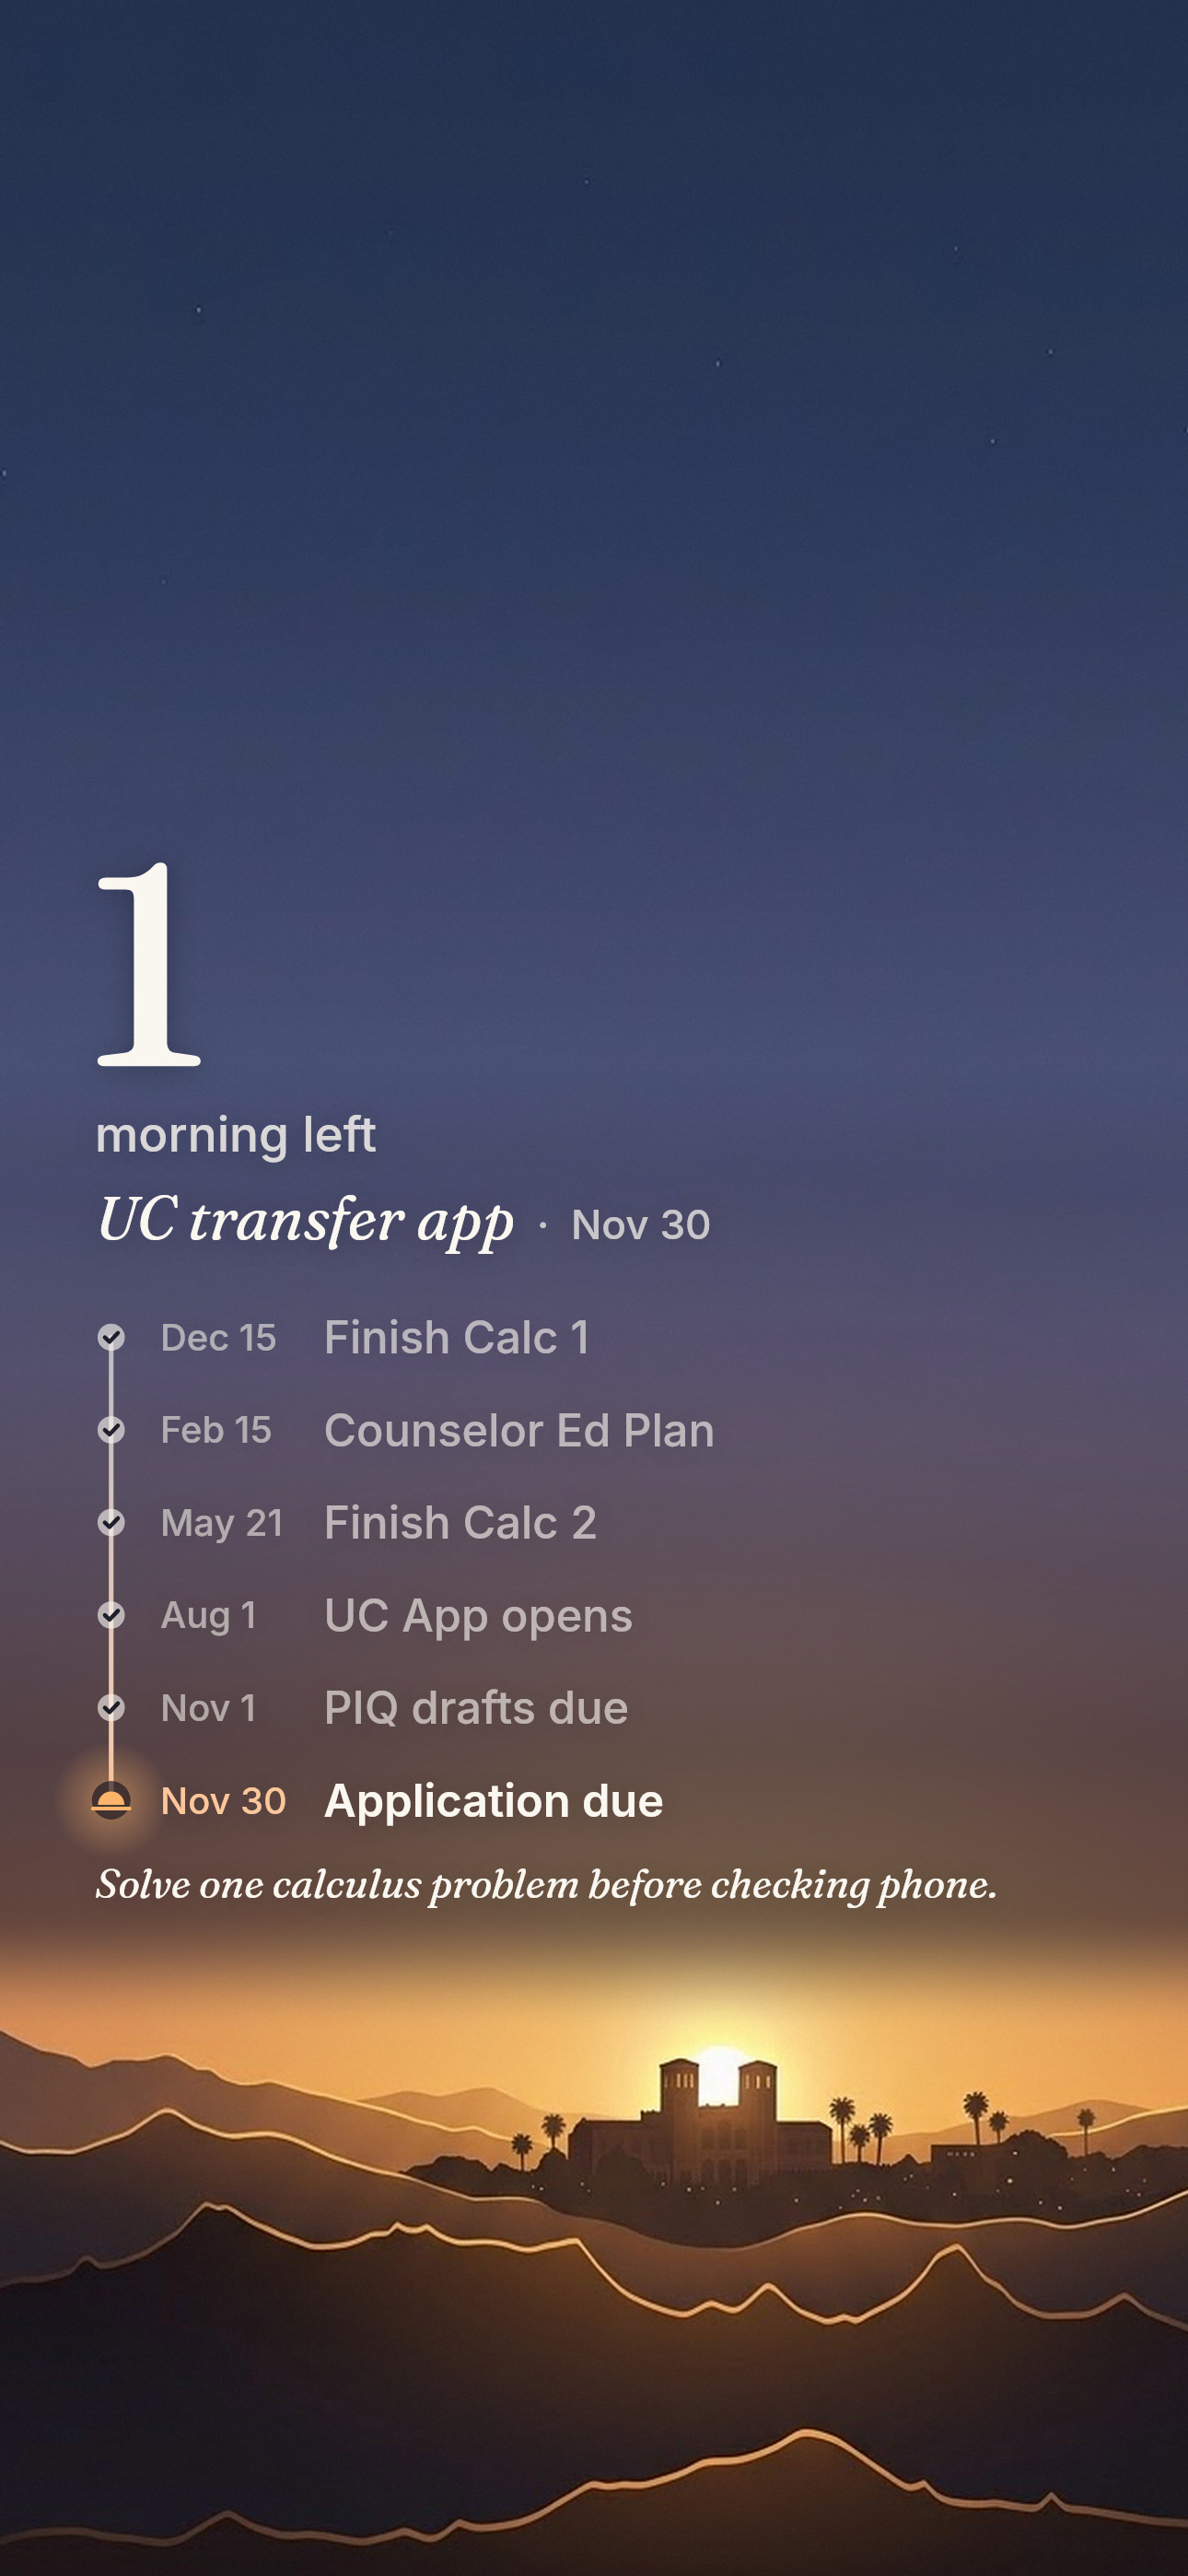 1
morning left
UC transfer app · Nov 30
Dec 15 Finish Calc 1
Feb 15 Counselor Ed Plan
May 21 Finish Calc 2
Aug 1 UC App opens
Nov 1 PIQ drafts due
Nov 30 Application due
Solve one calculus problem before checking phone.